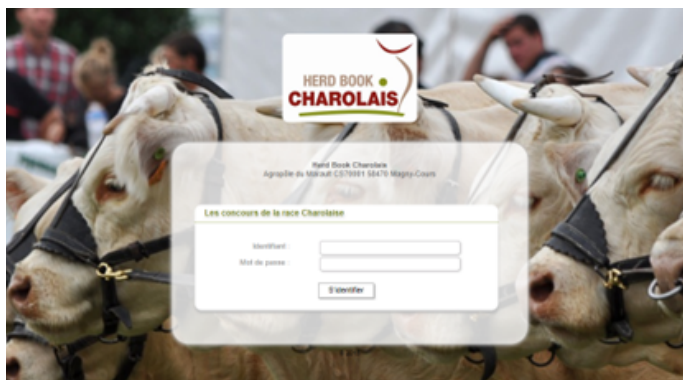 HERD BOOK
CHAROLAIS
Herd Book Charolais
Agropôle du Marault CS70001 58470 Magny-Cours
Les concours de la race Charolaise
Identifiant :
Mot de passe :
S'identifier